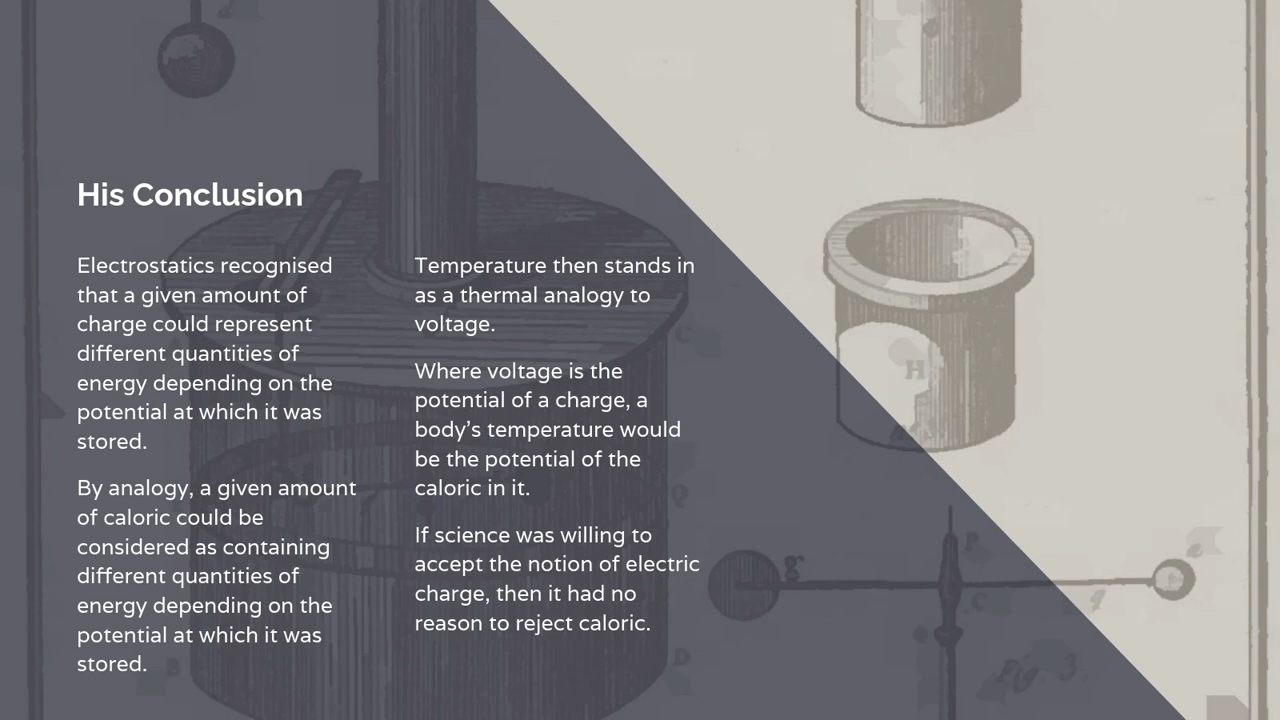 His Conclusion
Electrostatics recognised
that a given amount of
charge could represent
different quantities of
energy depending on the
potential at which it was
stored.
By analogy, a given amount
of caloric could be
considered as containing
different quantities of
energy depending on the
potential at which it was
stored.
Temperature then stands in
as a thermal analogy to
voltage.
Where voltage is the
potential of a charge, a
body’s temperature would
be the potential of the
caloric in it.
If science was willing to
accept the notion of electric
charge, then it had no
reason to reject caloric.
H
g
P
a
C
q
Fig. 3.
C
Q
D
B